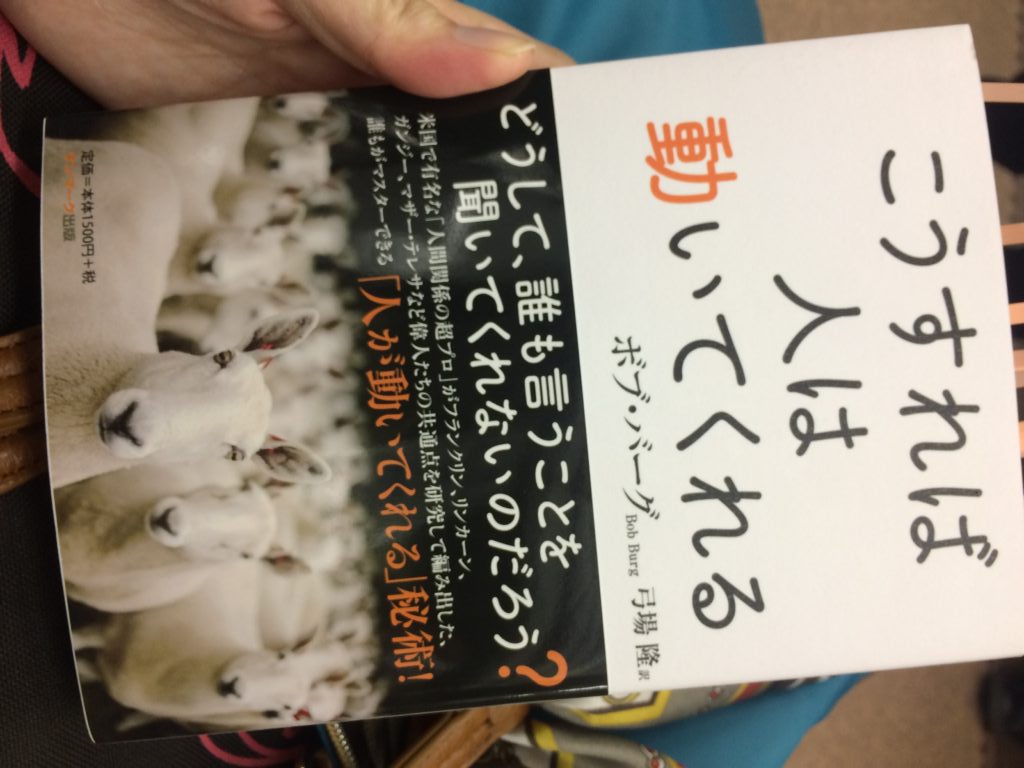 こうすれば
人は
動いてくれる
ボブ・バーグ Bob Burg 弓場 隆 訳
どうして、誰も言うことを
聞いてくれないのだろう?
米国で有名な「人間関係の超プロ」がフランクリン、リンカーン、
ガンジー、マザー・テレサなど偉人たちの共通点を研究して編み出した、
誰もがマスターできる「人が動いてくれる」秘術!
定価=本体1500円+税
サンマーク出版